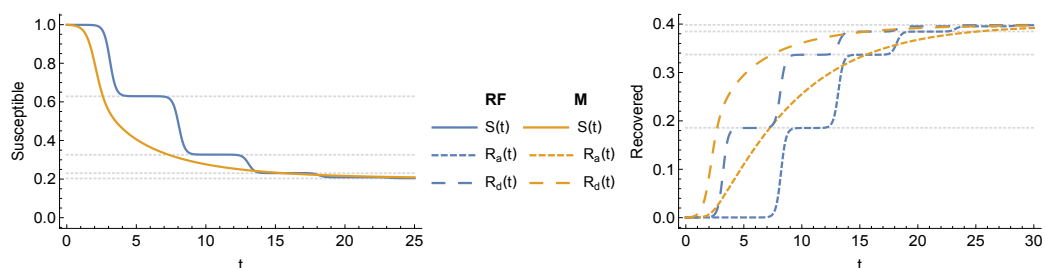 1.0
0.8
0.6
0.4
0.2
0.0
Susceptible
0 5 10 15 20 25
t
RF M
S(t) S(t)
Rₐ(t) Rₐ(t)
R_d(t) R_d(t)
0.4
0.3
0.2
0.1
0.0
Recovered
0 5 10 15 20 25 30
t